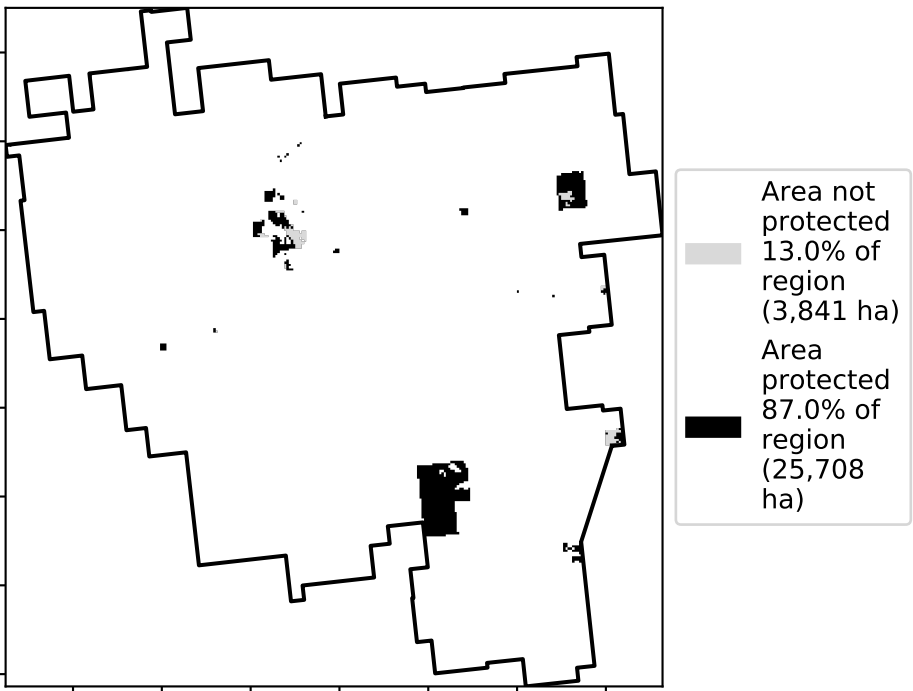 Area not
protected
13.0% of
region
(3,841 ha)
Area
protected
87.0% of
region
(25,708
ha)